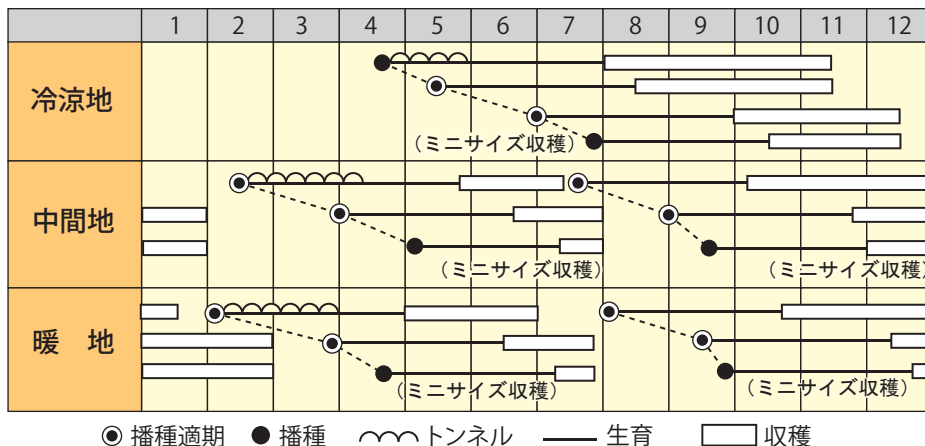 1 2 3 4 5 6 7 8 9 10 11 12
冷涼地
（ミニサイズ収穫）
中間地
（ミニサイズ収穫） （ミニサイズ収穫）
暖　地
（ミニサイズ収穫） （ミニサイズ収穫）
播種適期 播種 トンネル 生育 収穫